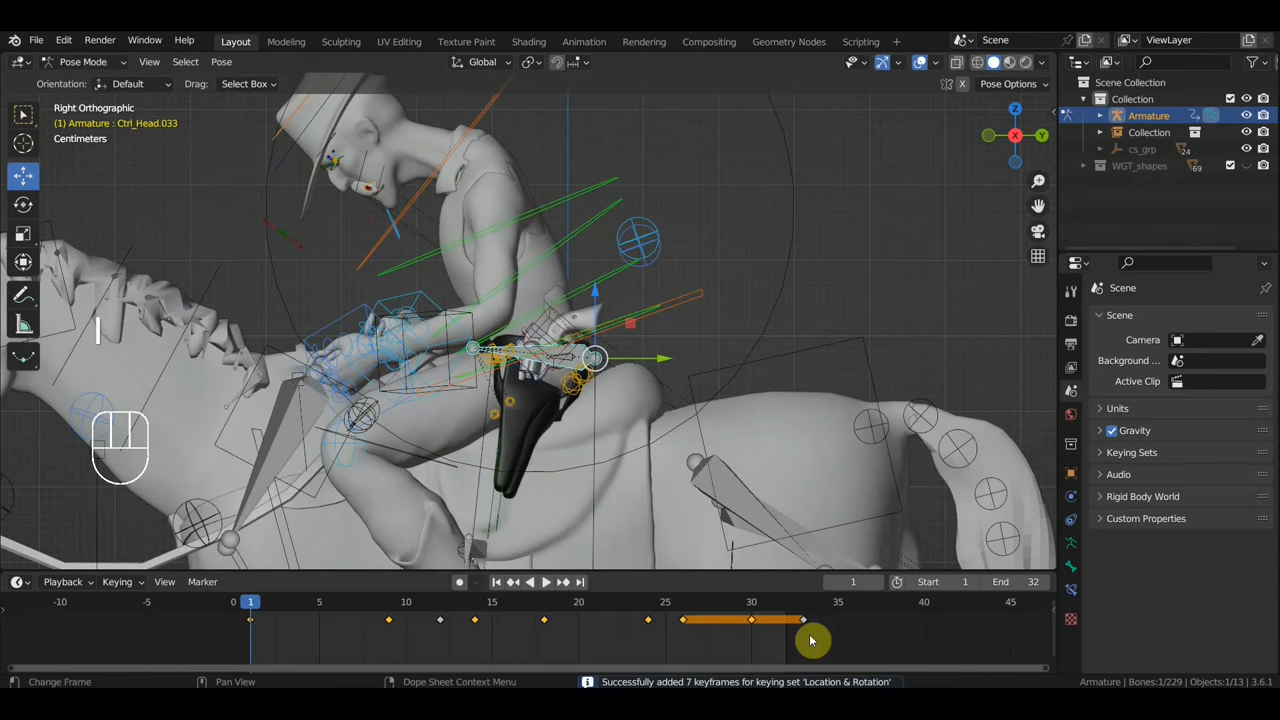 File Edit Render Window Help Layout Modeling Sculpting UV Editing Texture Paint Shading Animation Rendering Compositing Geometry Nodes Scripting + Scene ViewLayer
Pose Mode View Select Pose Global
Orientation: Default Drag: Select Box X Pose Options
Right Orthographic
(1) Armature : Ctrl_Head.033
Centimeters
Z
X
Y
I
Scene Collection
Collection
Armature
Collection
cs_grp 24
WGT_shapes 69
Scene
Scene
Camera
Background ...
Active Clip
Units
Gravity
Keying Sets
Audio
Rigid Body World
Custom Properties
Playback Keying View Marker 1 Start 1 End 32
-10 -5 0 1 5 10 15 20 25 30 35 40 45
Change Frame Pan View Dope Sheet Context Menu Successfully added 7 keyframes for keying set 'Location & Rotation' Armature | Bones:1/229 | Objects:1/13 | 3.6.1